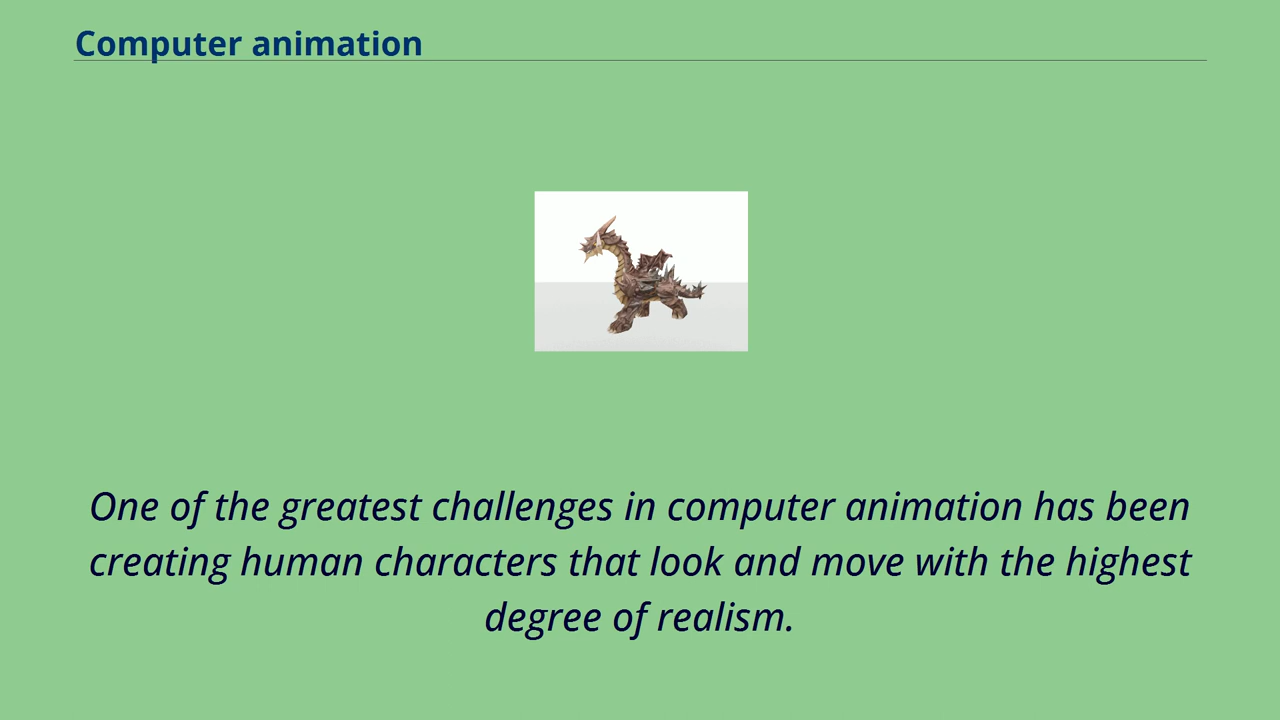 Computer animation
One of the greatest challenges in computer animation has been
creating human characters that look and move with the highest
degree of realism.